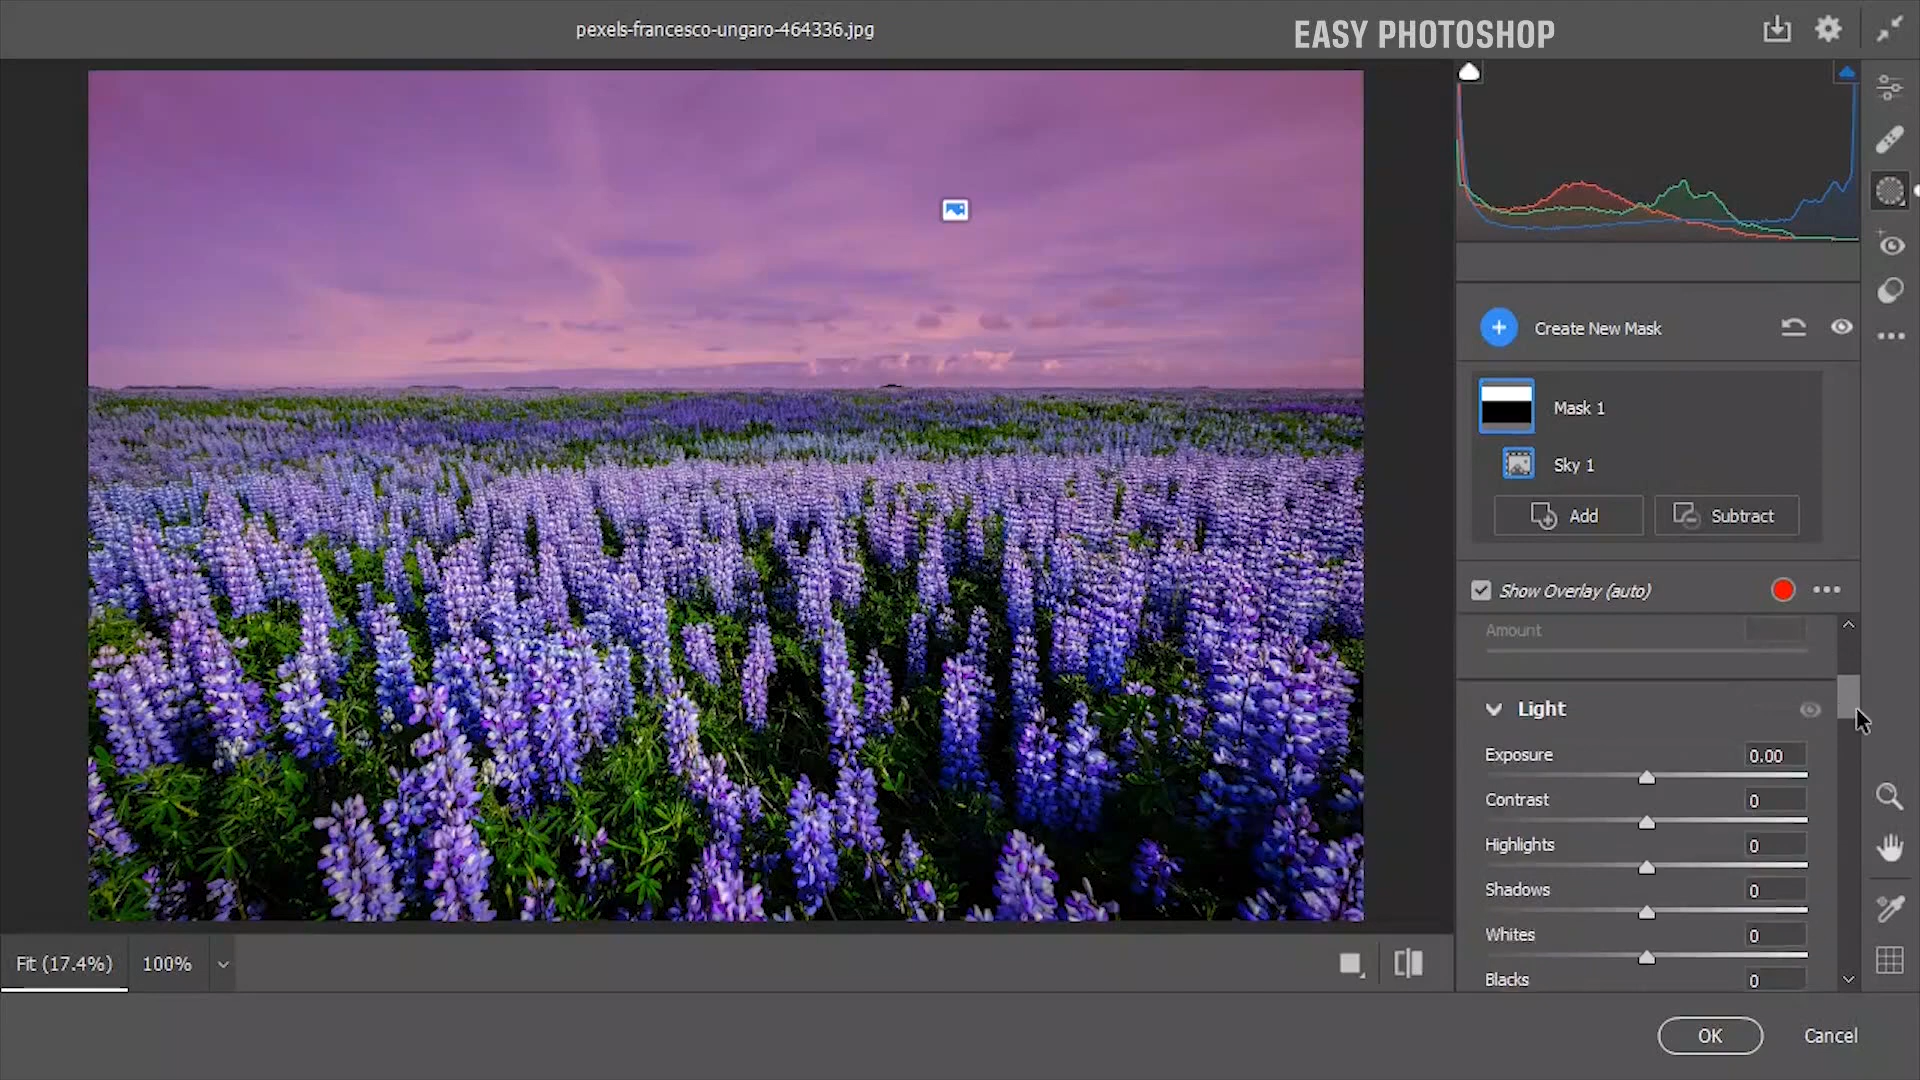 pexels-francesco-ungaro-464336.jpg
EASY PHOTOSHOP
Create New Mask
Mask 1
Sky 1
Add
Subtract
Show Overlay (auto)
Amount
Light
Exposure 0.00
Contrast 0
Highlights 0
Shadows 0
Whites 0
Blacks 0
Fit (17.4%) 100%
OK Cancel